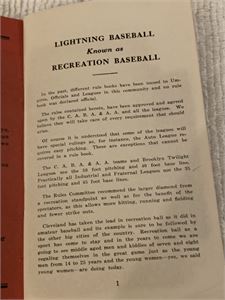 LIGHTNING BASEBALL
Known as
RECREATION BASEBALL
In the past, different rule books have been issued to Um-
pires, Officials and Leagues in this community and no rule
book was declared official.
The rules contained herein, have been approved and agreed
upon by the C. A. B. A. & A. A. and all the leagues. We
believe they will take care of every requirement that should
arise.
Of course it is understood that some of the leagues will
have special rulings as, for instance, the Auto League re-
quires easy pitching. These are exceptions that cannot be
covered in a rule book.
The C. A. B. A. & A. A. teams and Brooklyn Twilight
Leagues use the 38 foot pitching and 45 foot base lines.
Practically all Industrial and Fraternal Leagues use the 35
foot pitching and 45 foot base lines.
The Rules Committee recommend the larger diamond from
a recreation standpoint as well as for the benefit of the
spectators, as this allows more hitting, running and fielding
and fewer strike outs.
Cleveland has taken the lead in recreation ball as it did in
amateur baseball and its example is sure to be followed by
the other big cities of the country. Recreation ball as a
sport has come to stay and in the years to come we are
going to see middle aged men and kiddies of seven and eight
regaling themselves in the great game just as the young
men from 14 to 25 years and the young women—yes, we said
young women—are doing today.
1